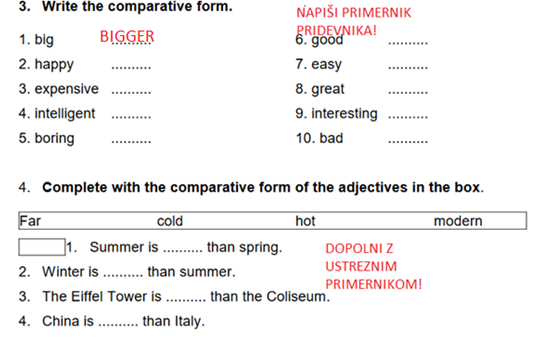 3. Write the comparative form.
NAPIŠI PRIMERNIK
PRIDEVNIKA!
1. big BIGGER ..........
6. good ..........
2. happy ..........
7. easy ..........
3. expensive ..........
8. great ..........
4. intelligent ..........
9. interesting ..........
5. boring ..........
10. bad ..........
4. Complete with the comparative form of the adjectives in the box.
Far cold hot modern
1. Summer is .......... than spring.
DOPOLNI Z
USTREZNIM
PRIMERNIKOM!
2. Winter is .......... than summer.
3. The Eiffel Tower is .......... than the Coliseum.
4. China is .......... than Italy.